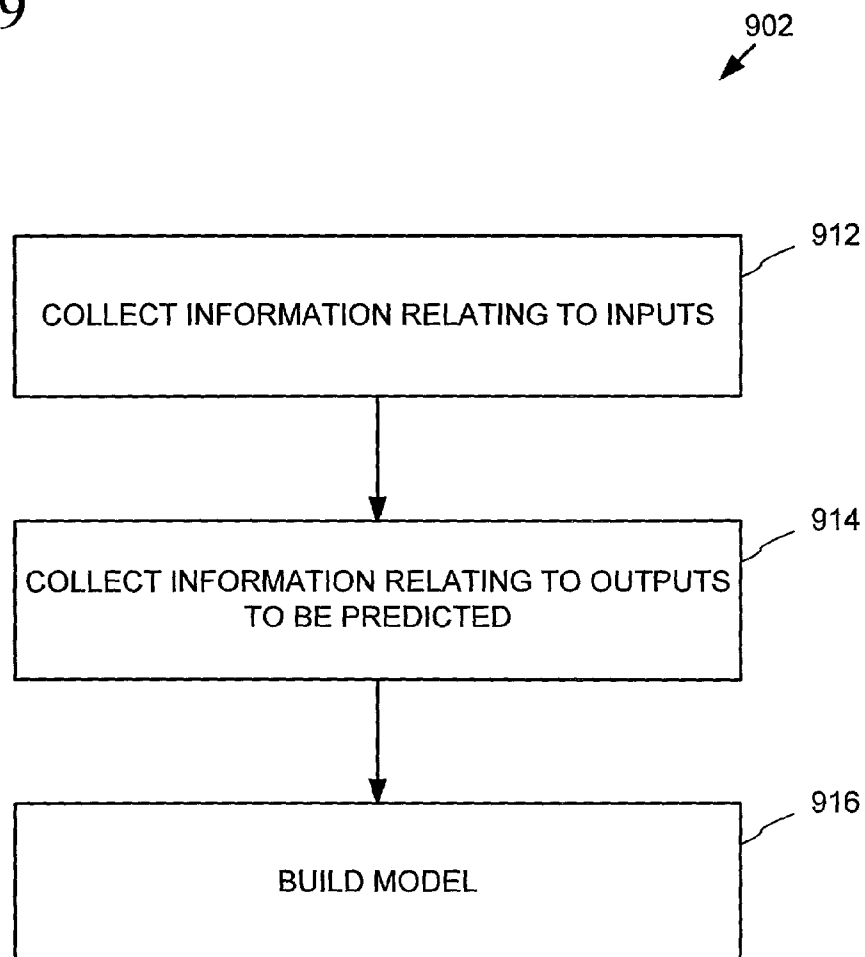 9
902
912
COLLECT INFORMATION RELATING TO INPUTS
914
COLLECT INFORMATION RELATING TO OUTPUTS
TO BE PREDICTED
916
BUILD MODEL